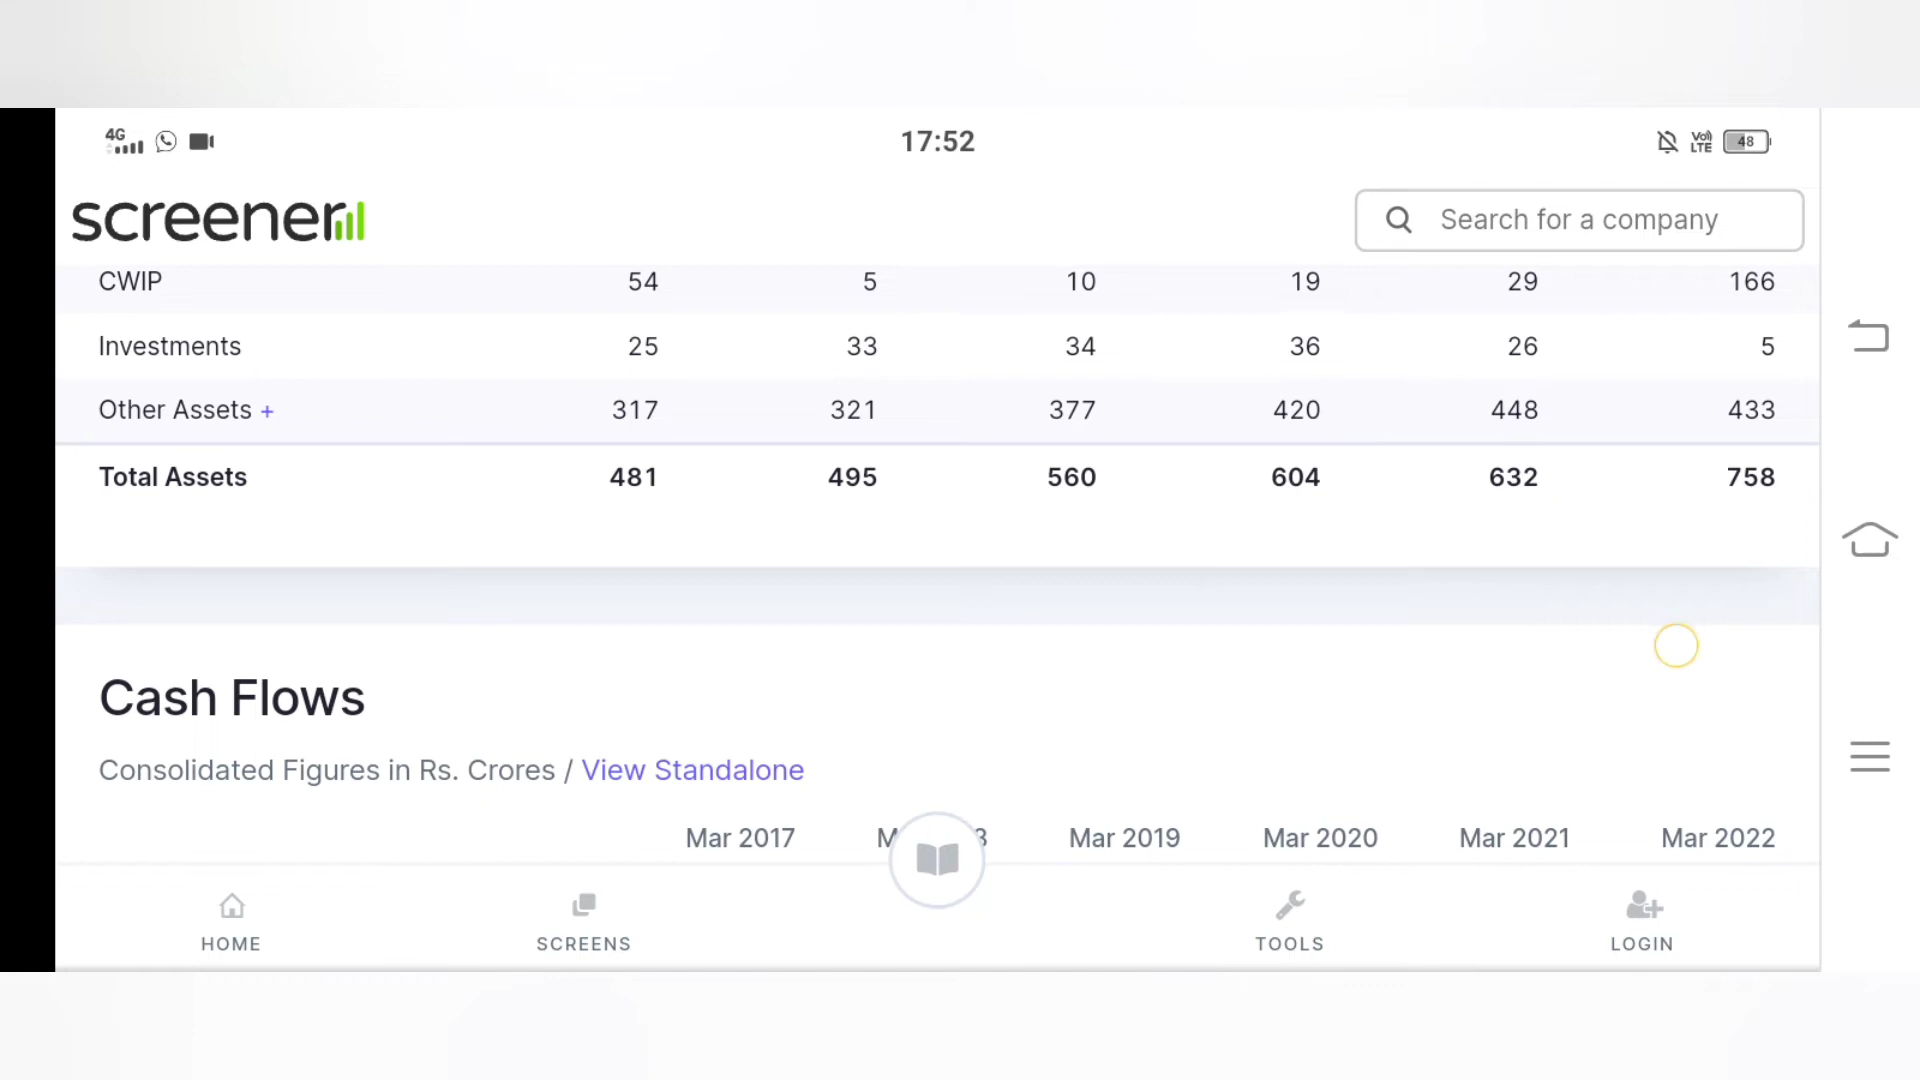 4G 17:52 Vo) LTE 48
screener Search for a company
CWIP 54 5 10 19 29 166
Investments 25 33 34 36 26 5
Other Assets + 317 321 377 420 448 433
Total Assets 481 495 560 604 632 758
Cash Flows
Consolidated Figures in Rs. Crores / View Standalone
Mar 2017 Mar 2019 Mar 2020 Mar 2021 Mar 2022
HOME SCREENS TOOLS LOGIN